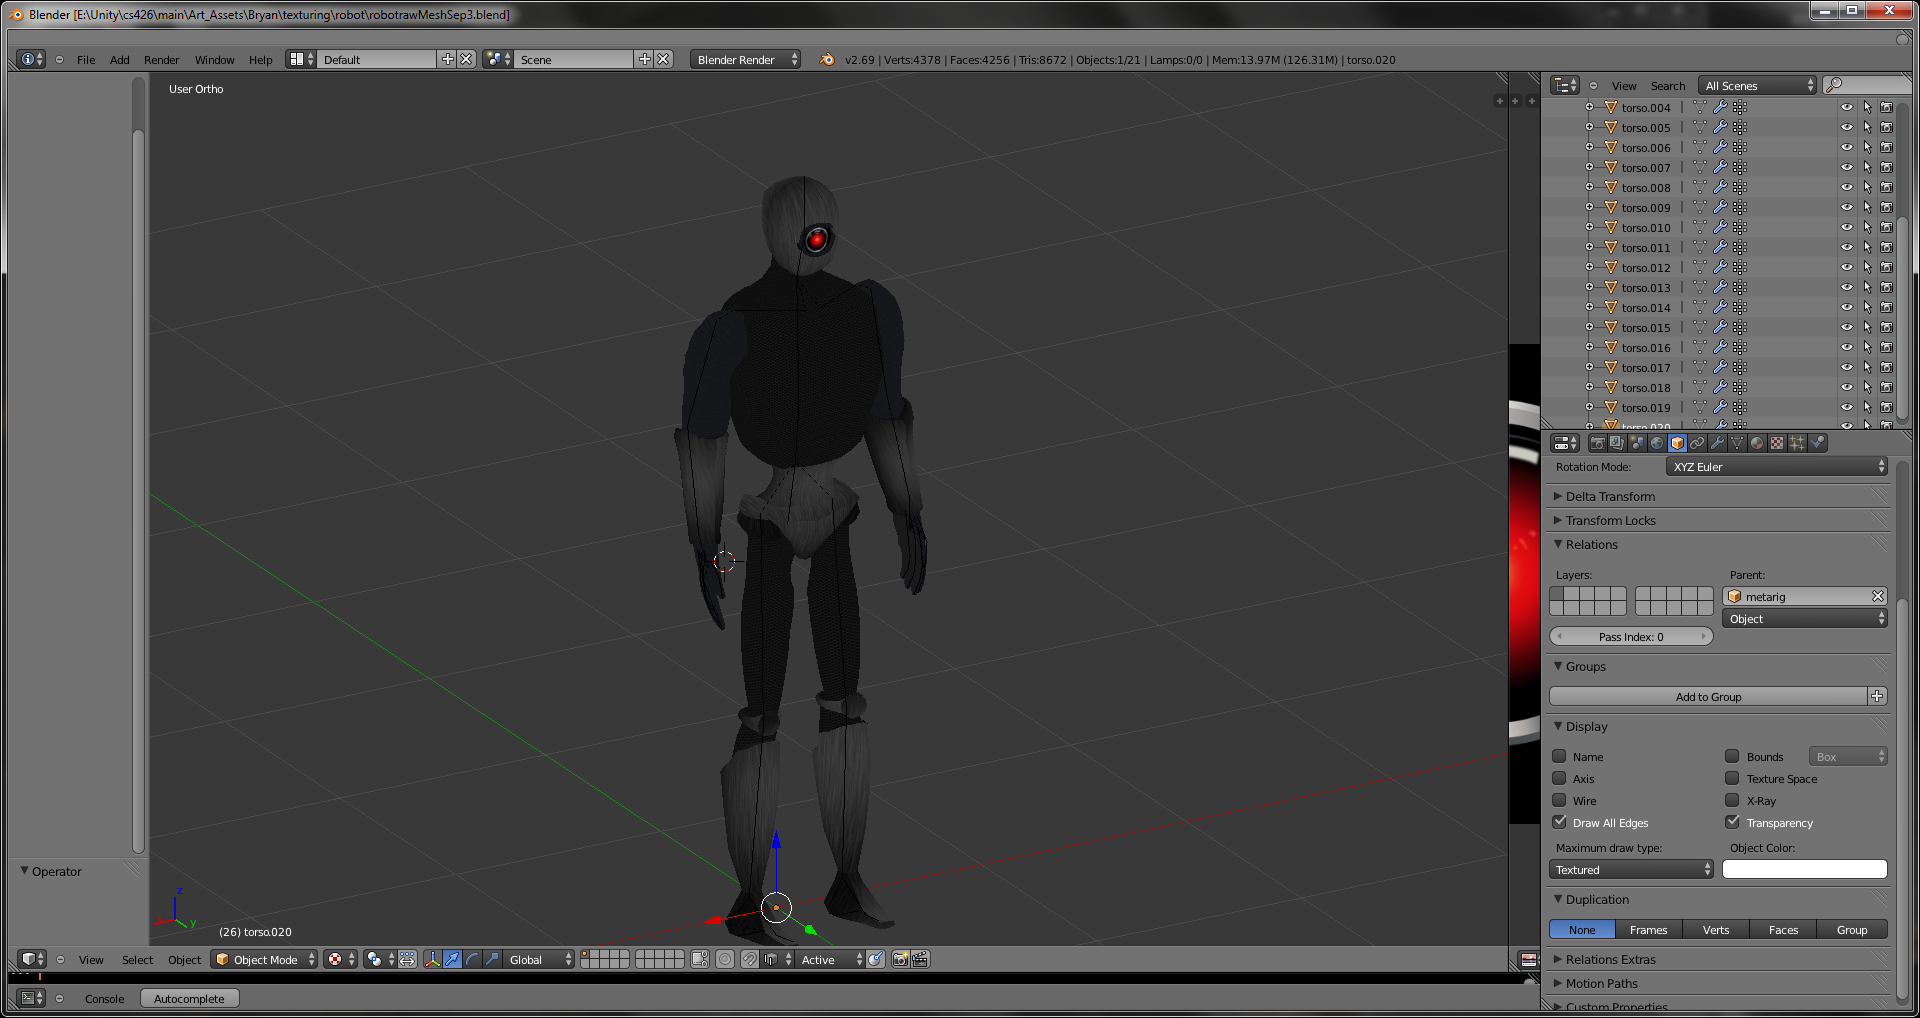 Blender [E:\Unity\cs426\main\Art_Assets\Bryan\texturing\robot\robotrawMeshSep3.blend]
File Add Render Window Help Default Scene Blender Render v2.69 | Verts:4378 | Faces:4256 | Tris:8672 | Objects:1/21 | Lamps:0/0 | Mem:13.97M (126.31M) | torso.020
User Ortho
View Search All Scenes
torso.004
torso.005
torso.006
torso.007
torso.008
torso.009
torso.010
torso.011
torso.012
torso.013
torso.014
torso.015
torso.016
torso.017
torso.018
torso.019
torso.020
Rotation Mode: XYZ Euler
Delta Transform
Transform Locks
Relations
Layers: Parent:
metarig
Object
Pass Index: 0
Groups
Add to Group
Display
Name Bounds Box
Axis Texture Space
Wire X-Ray
Draw All Edges Transparency
Maximum draw type: Object Color:
Textured
Duplication
None Frames Verts Faces Group
Relations Extras
Motion Paths
Custom Properties
Operator
z
x
y
(26) torso.020
View Select Object Object Mode Global Active
Console Autocomplete